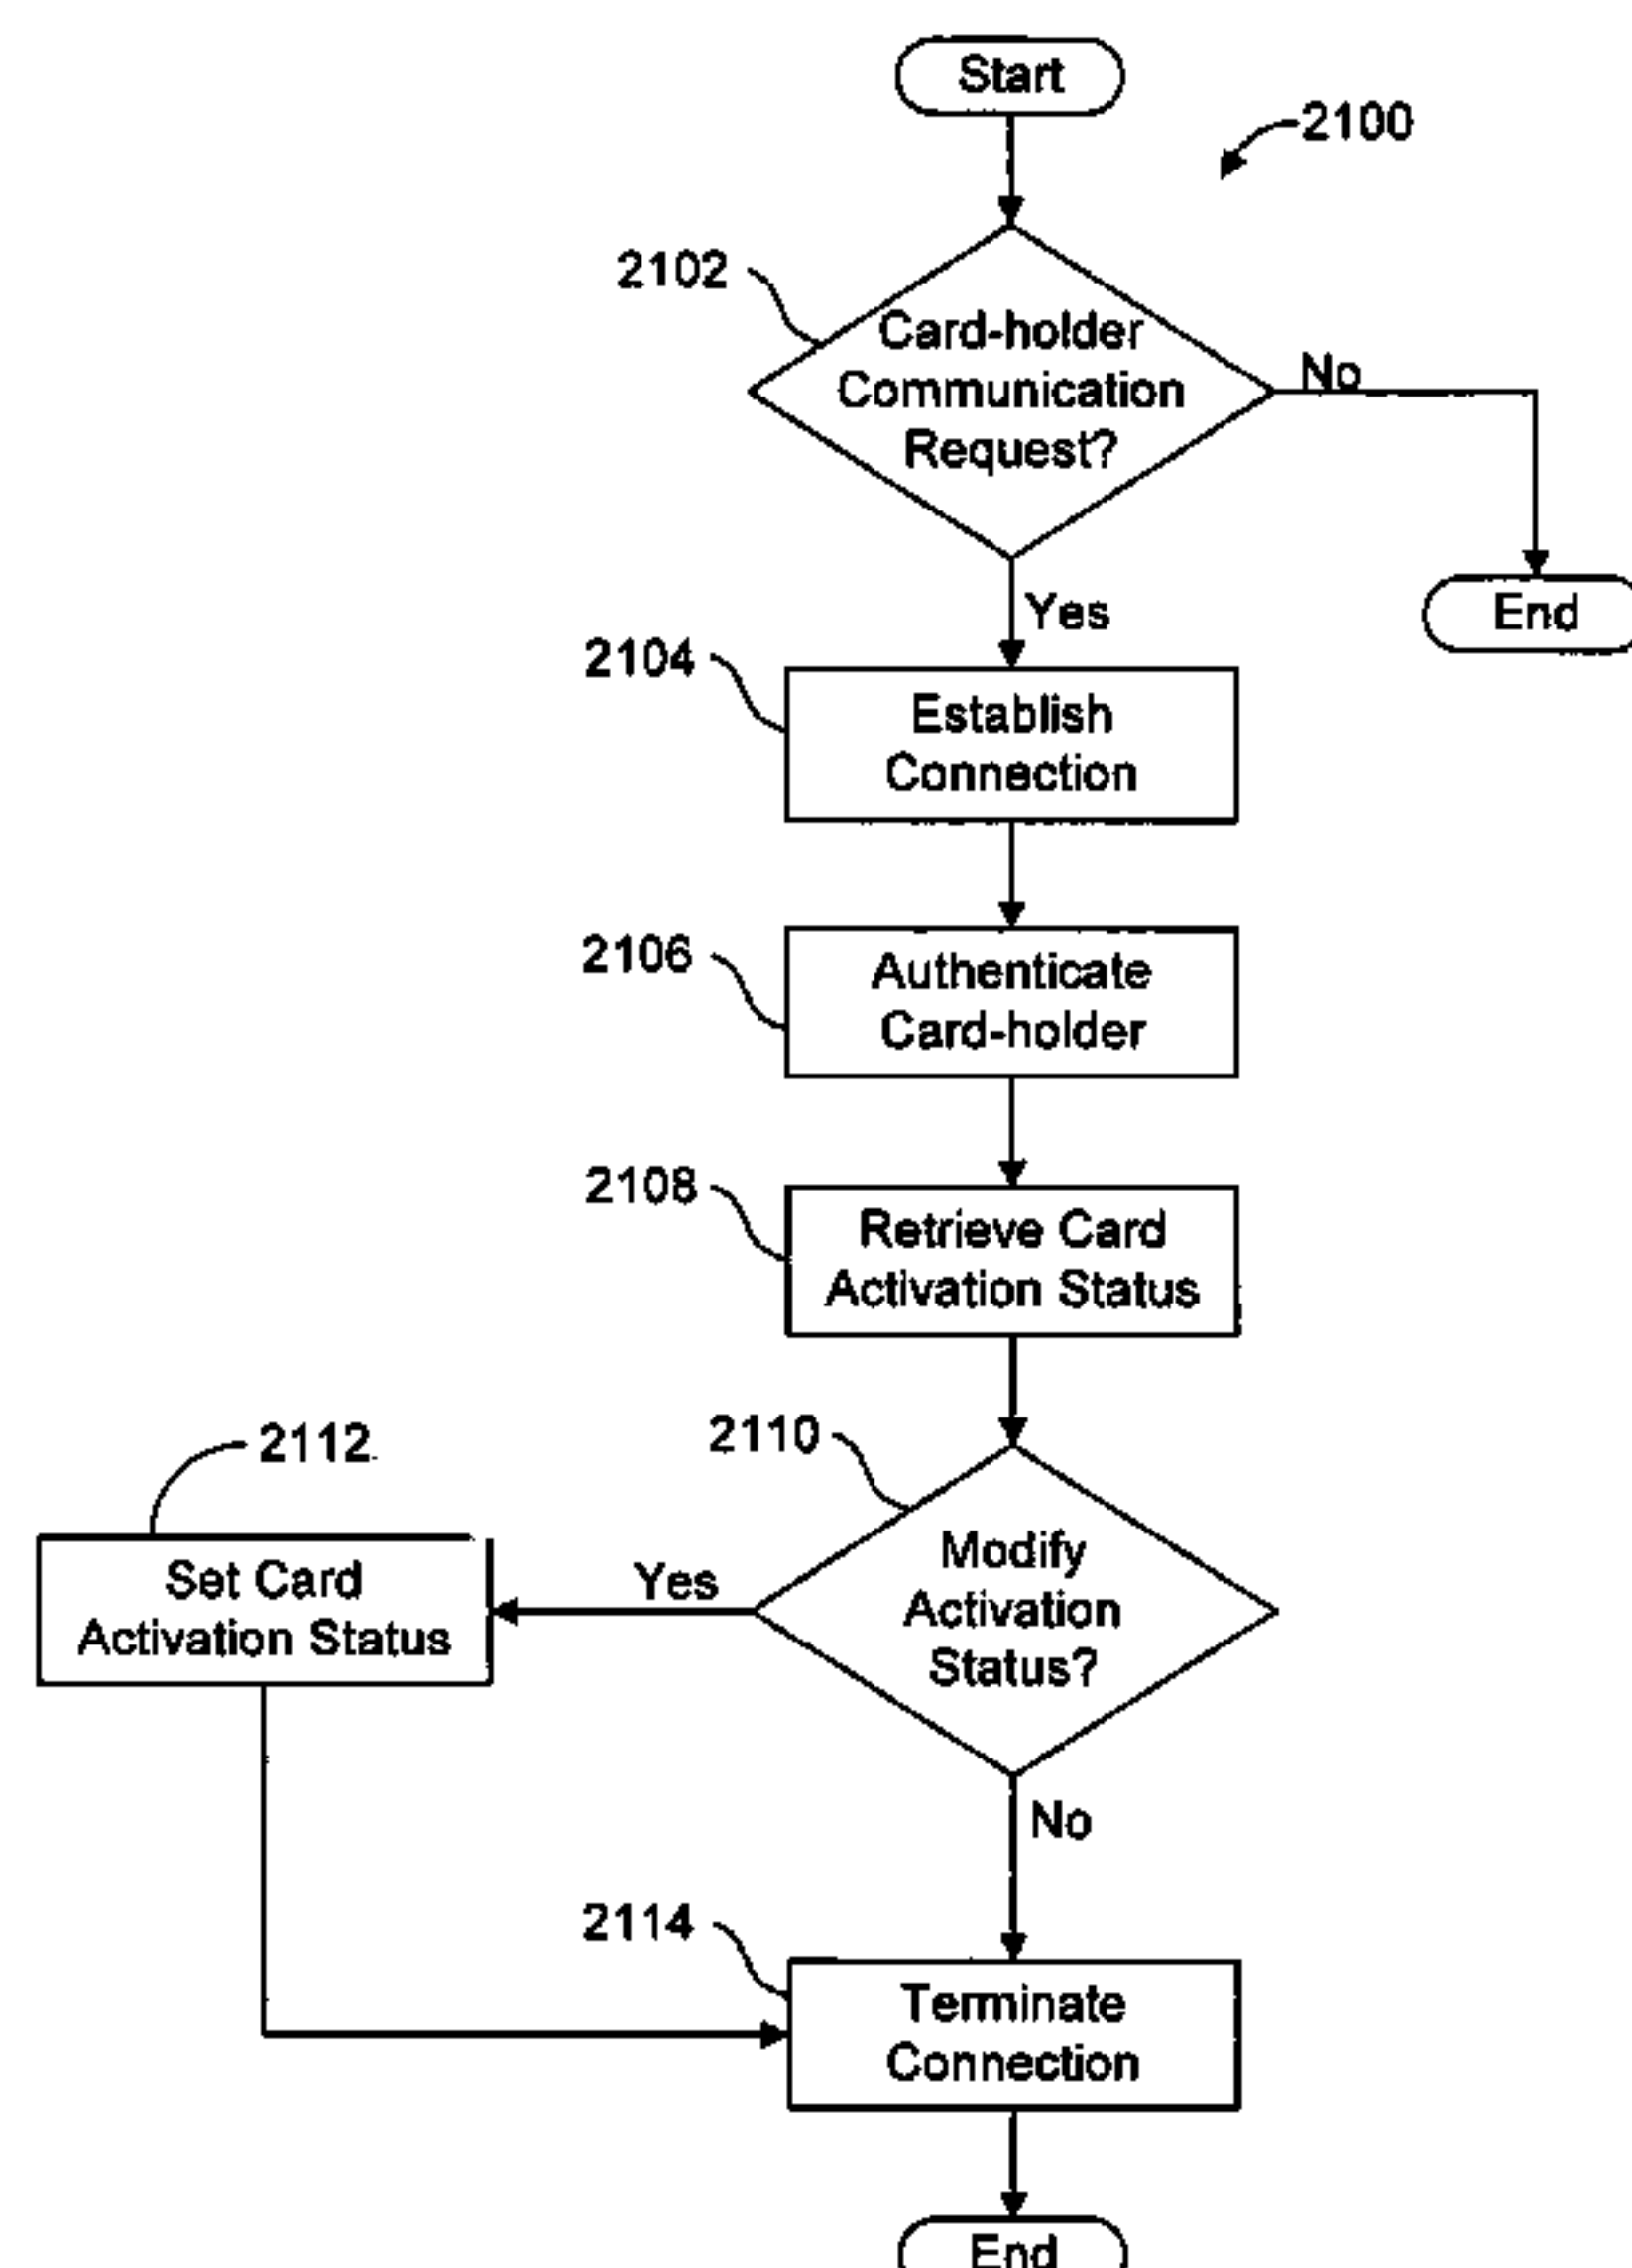 Start
2100
2102
Card-holder
Communication
Request?
No
Yes
End
2104
Establish
Connection
2106
Authenticate
Card-holder
2108
Retrieve Card
Activation Status
2110
2112
Modify
Activation
Status?
Yes
Set Card
Activation Status
No
2114
Terminate
Connection
End